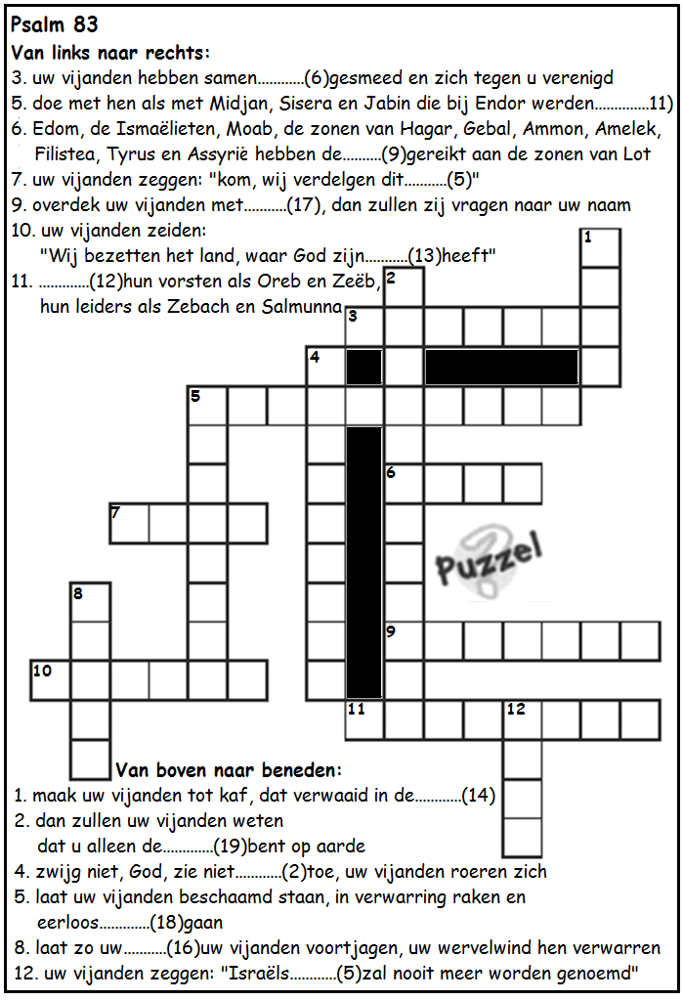 Psalm 83
Van links naar rechts:
3. uw vijanden hebben samen............(6)gesmeed en zich tegen u verenigd
5. doe met hen als met Midjan, Sisera en Jabin die bij Endor werden..............11)
6. Edom, de Ismaëlieten, Moab, de zonen van Hagar, Gebal, Ammon, Amelek,
Filistea, Tyrus en Assyrië hebben de..........(9)gereikt aan de zonen van Lot
7. uw vijanden zeggen: "kom, wij verdelgen dit...........(5)"
9. overdek uw vijanden met...........(17), dan zullen zij vragen naar uw naam
10. uw vijanden zeiden:
"Wij bezetten het land, waar God zijn...........(13)heeft"
11. .............(12)hun vorsten als Oreb en Zeëb,
hun leiders als Zebach en Salmunna
1
2
3
4
5
6
7
Puzzel
8
9
10
11 12
Van boven naar beneden:
1. maak uw vijanden tot kaf, dat verwaaid in de............(14)
2. dan zullen uw vijanden weten
dat u alleen de.............(19)bent op aarde
4. zwijg niet, God, zie niet............(2)toe, uw vijanden roeren zich
5. laat uw vijanden beschaamd staan, in verwarring raken en
eerloos.............(18)gaan
8. laat zo uw...........(16)uw vijanden voortjagen, uw wervelwind hen verwarren
12. uw vijanden zeggen: "Israëls............(5)zal nooit meer worden genoemd"